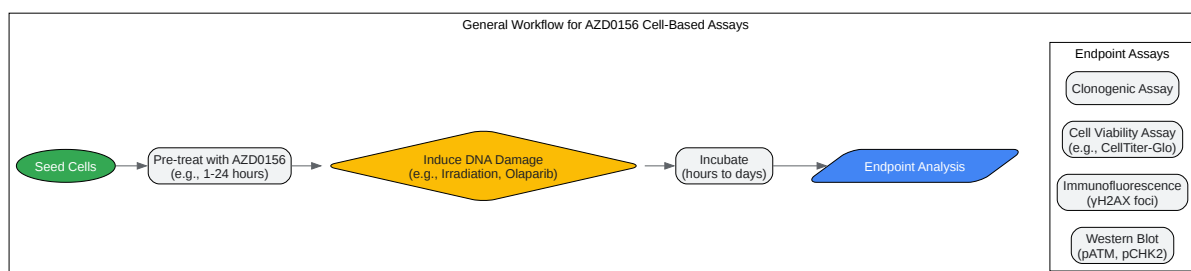 General Workflow for AZD0156 Cell-Based Assays
Seed Cells
Pre-treat with AZD0156
(e.g., 1-24 hours)
Induce DNA Damage
(e.g., Irradiation, Olaparib)
Incubate
(hours to days)
Endpoint Analysis
Endpoint Assays
Clonogenic Assay
Cell Viability Assay
(e.g., CellTiter-Glo)
Immunofluorescence
(γH2AX foci)
Western Blot
(pATM, pCHK2)